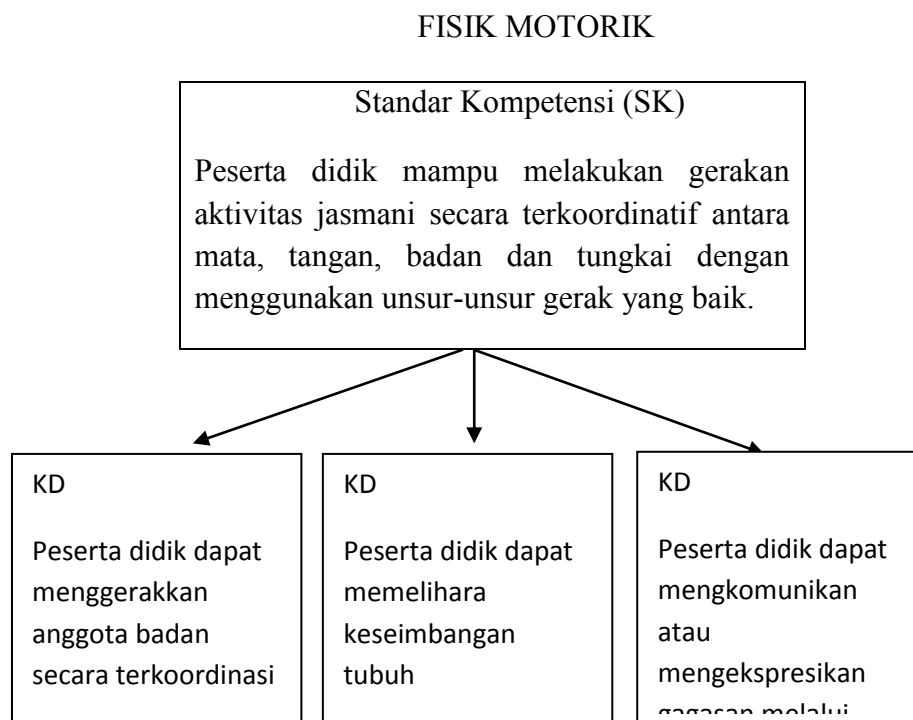 FISIK MOTORIK
Standar Kompetensi (SK)
Peserta didik mampu melakukan gerakan
aktivitas jasmani secara terkoordinatif antara
mata, tangan, badan dan tungkai dengan
menggunakan unsur-unsur gerak yang baik.
KD
Peserta didik dapat
menggerakkan
anggota badan
secara terkoordinasi
KD
Peserta didik dapat
memelihara
keseimbangan
tubuh
KD
Peserta didik dapat
mengkomunikan
atau
mengekspresikan
gagasan melalui